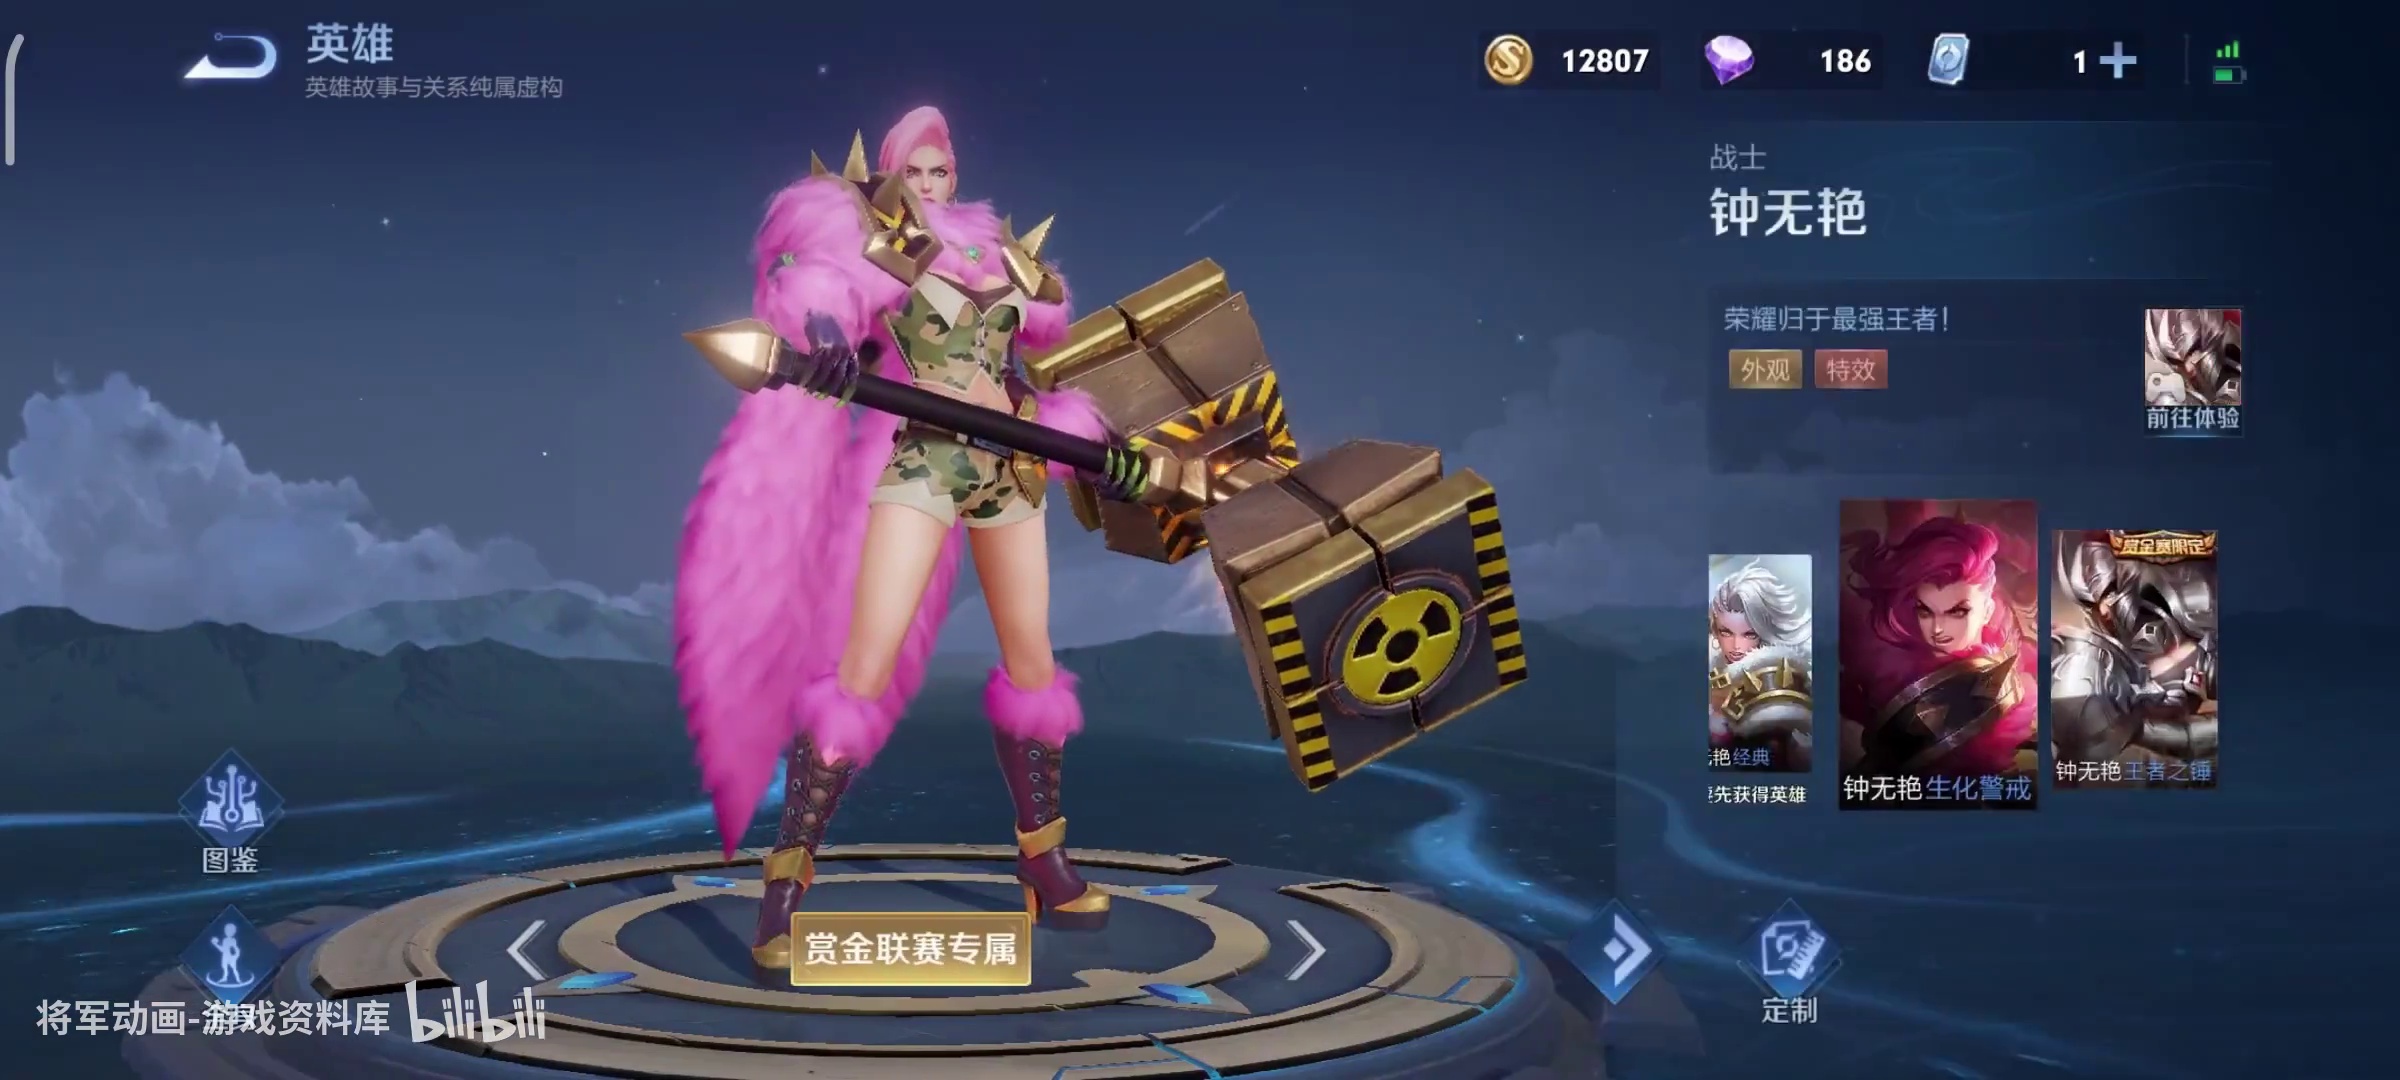 英雄
英雄故事与关系纯属虚构
12807
186
1
战士
钟无艳
荣耀归于最强王者！
外观
特效
前往体验
赏金赛限定
艳经典
先获得英雄
钟无艳生化警戒
钟无艳王者之锤
图鉴
赏金联赛专属
定制
将军动画-游戏资料库
bilibili